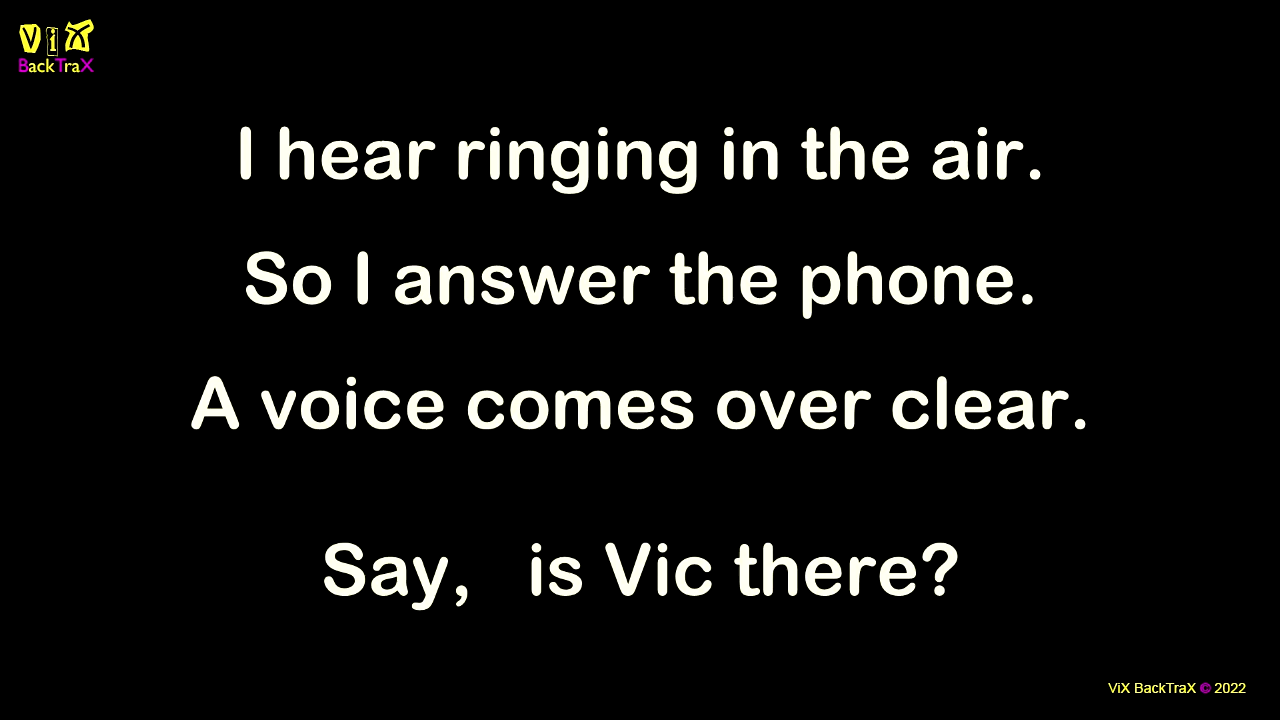 ViX
BackTraX
I hear ringing in the air.
So I answer the phone.
A voice comes over clear.
Say, is Vic there?
ViX BackTraX © 2022